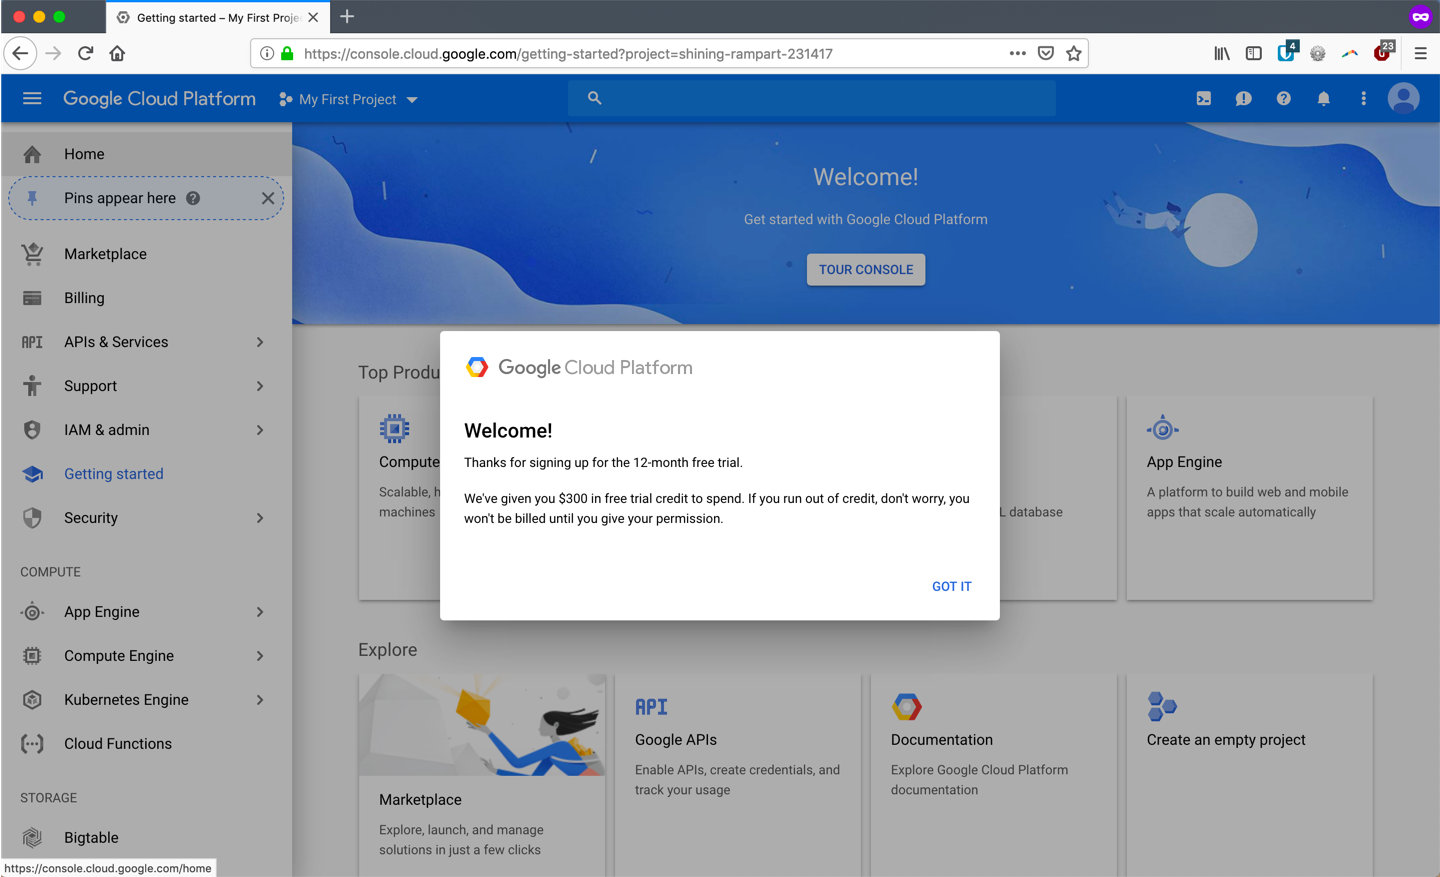 Getting started – My First Proje
https://console.cloud.google.com/getting-started?project=shining-rampart-231417
4
23
Google Cloud Platform
My First Project
Home
Pins appear here
Marketplace
Billing
API
APIs & Services
Support
IAM & admin
Getting started
Security
COMPUTE
App Engine
Compute Engine
Kubernetes Engine
Cloud Functions
STORAGE
Bigtable
https://console.cloud.google.com/home
Welcome!
Get started with Google Cloud Platform
TOUR CONSOLE
Top Produ
Compute
Scalable, h
machines
L database
App Engine
A platform to build web and mobile
apps that scale automatically
Google Cloud Platform
Welcome!
Thanks for signing up for the 12-month free trial.
We've given you $300 in free trial credit to spend. If you run out of credit, don't worry, you
won't be billed until you give your permission.
GOT IT
Explore
Marketplace
Explore, launch, and manage
solutions in just a few clicks
API
Google APIs
Enable APIs, create credentials, and
track your usage
Documentation
Explore Google Cloud Platform
documentation
Create an empty project